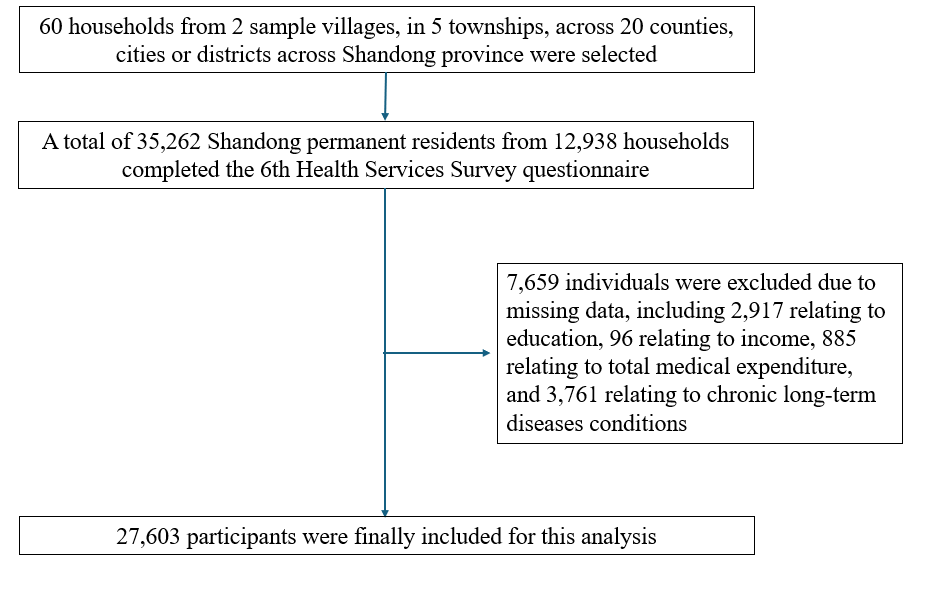 60 households from 2 sample villages, in 5 townships, across 20 counties,
cities or districts across Shandong province were selected
A total of 35,262 Shandong permanent residents from 12,938 households
completed the 6th Health Services Survey questionnaire
7,659 individuals were excluded due to
missing data, including 2,917 relating to
education, 96 relating to income, 885
relating to total medical expenditure,
and 3,761 relating to chronic long-term
diseases conditions
27,603 participants were finally included for this analysis